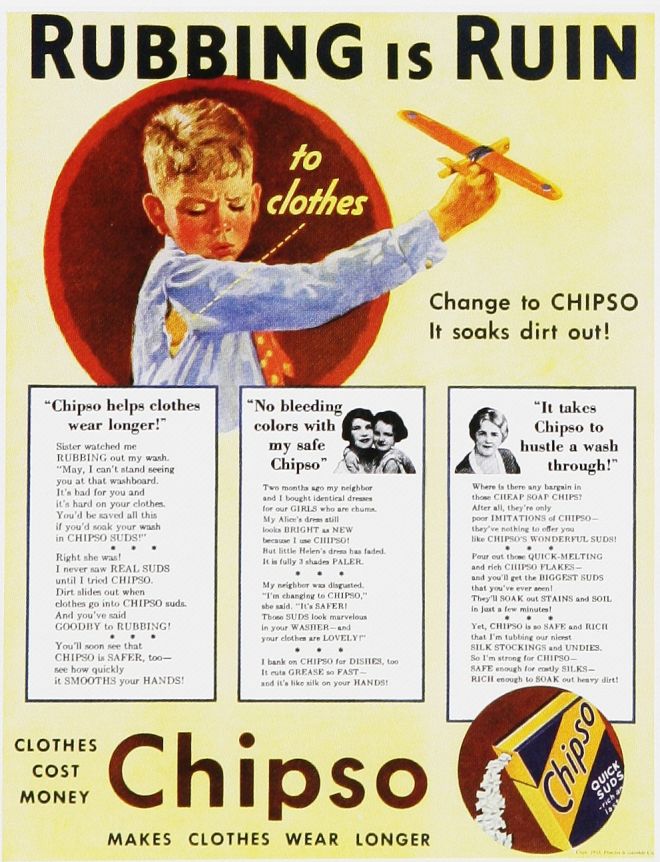 RUBBING IS RUIN
to
clothes
Change to CHIPSO
It soaks dirt out!
"Chipso helps clothes
wear longer!"
Sister watched me
RUBBING out my wash.
"May, I can't stand seeing
you at that washboard.
It's bad for you and
it's hard on your clothes.
You'd be saved all this
if you'd soak your wash
in CHIPSO SUDS!"
* * *
Right she was!
I never saw REAL SUDS
until I tried CHIPSO.
Dirt slides out when
clothes go into CHIPSO suds.
And you've said
GOODBY to RUBBING!
* * *
You'll soon see that
CHIPSO is SAFER, too—
see how quickly
it SMOOTHS your HANDS!
"No bleeding
colors with
my safe
Chipso"
Two months ago my neighbor
and I bought identical dresses
for our GIRLS who are chums.
My Alice's dress still
looks BRIGHT as NEW
because I use CHIPSO!
But little Helen's dress has faded.
It is fully 3 shades PALER.
* * *
My neighbor was disgusted.
"I'm changing to CHIPSO,"
she said. "It's SAFER!
Those SUDS look marvelous
in your WASHER—and
your clothes are LOVELY!"
* * *
I bank on CHIPSO for DISHES, too
It cuts GREASE so FAST—
and it's like silk on your HANDS!
"It takes
Chipso to
hustle a wash
through!"
Where is there any bargain in
those CHEAP SOAP CHIPS?
After all, they're only
poor IMITATIONS of CHIPSO—
they've nothing to offer you
like CHIPSO'S WONDERFUL SUDS!
* * *
Pour out those QUICK-MELTING
and rich CHIPSO FLAKES—
and you'll get the BIGGEST SUDS
that you've ever seen!
They'll SOAK out STAINS and SOIL
in just a few minutes!
* * *
Yet, CHIPSO is so SAFE and RICH
that I'm tubbing our nicest
SILK STOCKINGS and UNDIES.
So I'm strong for CHIPSO—
SAFE enough for costly SILKS—
RICH enough to SOAK out heavy dirt!
CLOTHES
COST
MONEY
Chipso
MAKES CLOTHES WEAR LONGER
Chipso
QUICK
SUDS